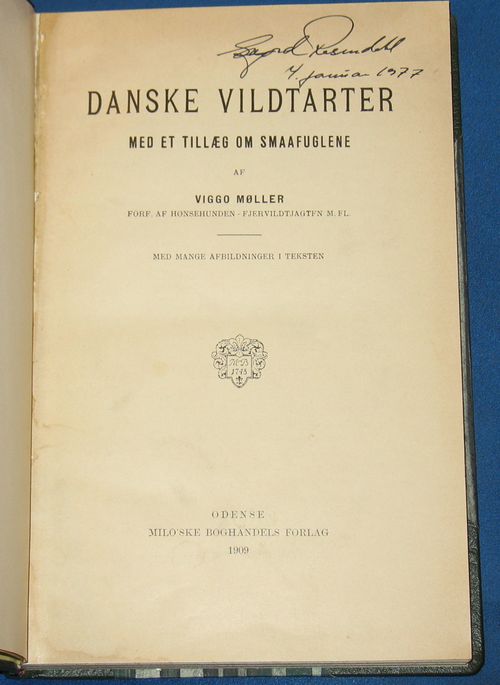 7. januar 1977
DANSKE VILDTARTER
MED ET TILLÆG OM SMAAFUGLENE
AF
VIGGO MØLLER
FORF. AF HØNSEHUNDEN - FJERVILDTJAGTEN M. FL.
MED MANGE AFBILDNINGER I TEKSTEN
M.B
1745
ODENSE
MILO'SKE BOGHANDELS FORLAG
1909